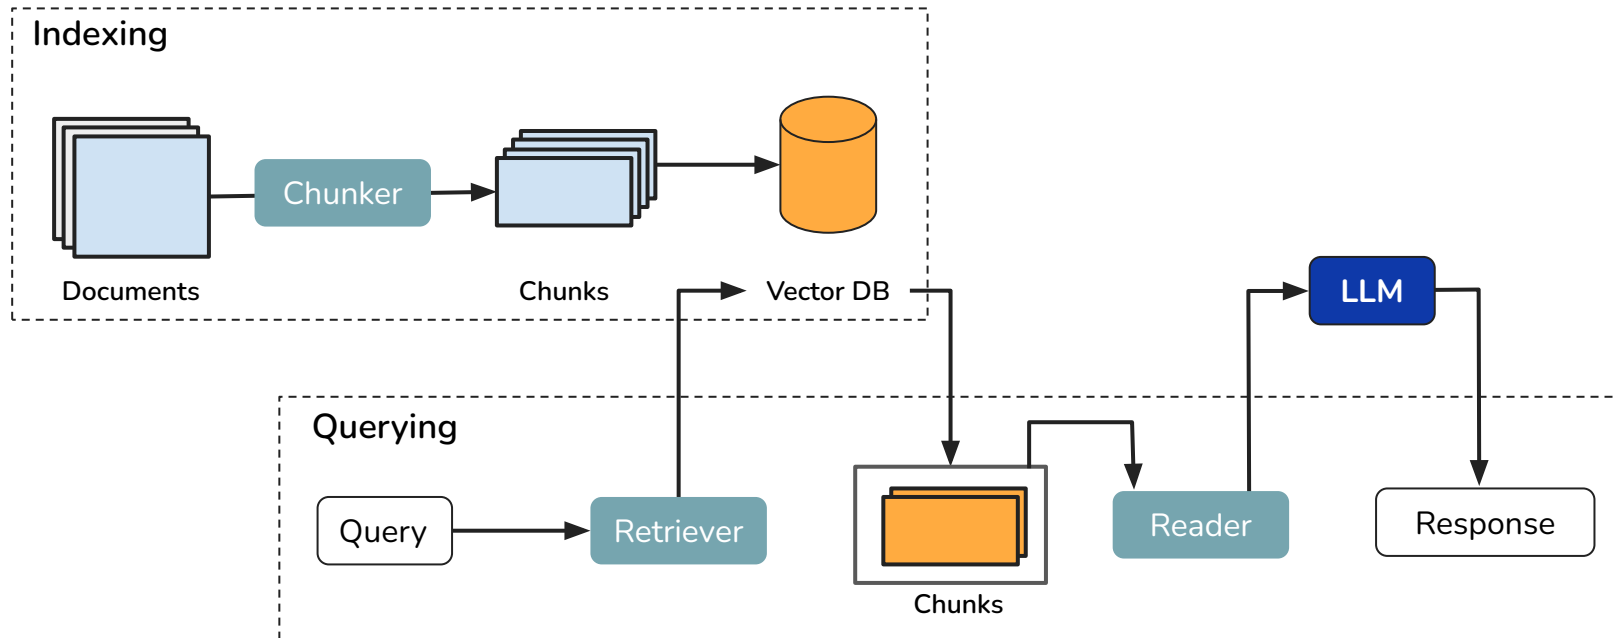 Indexing
Chunker
Documents
Chunks
Vector DB
LLM
Querying
Query
Retriever
Reader
Response
Chunks